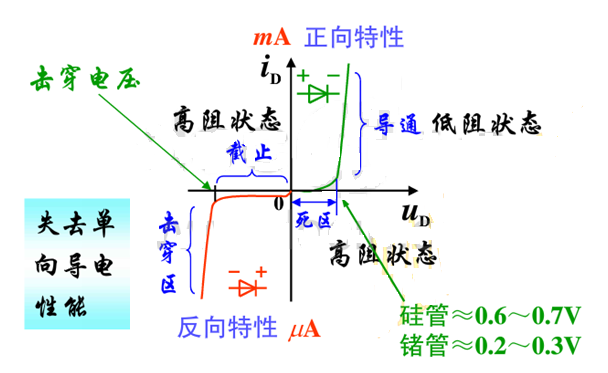 mA 正向特性
击穿电压
iD
+ −
高阻状态
导通 低阻状态
截止
0
uD
死区
失去单
向导电
性能
击
穿
区
高阻状态
− +
反向特性 μA
硅管≈0.6～0.7V
锗管≈0.2～0.3V